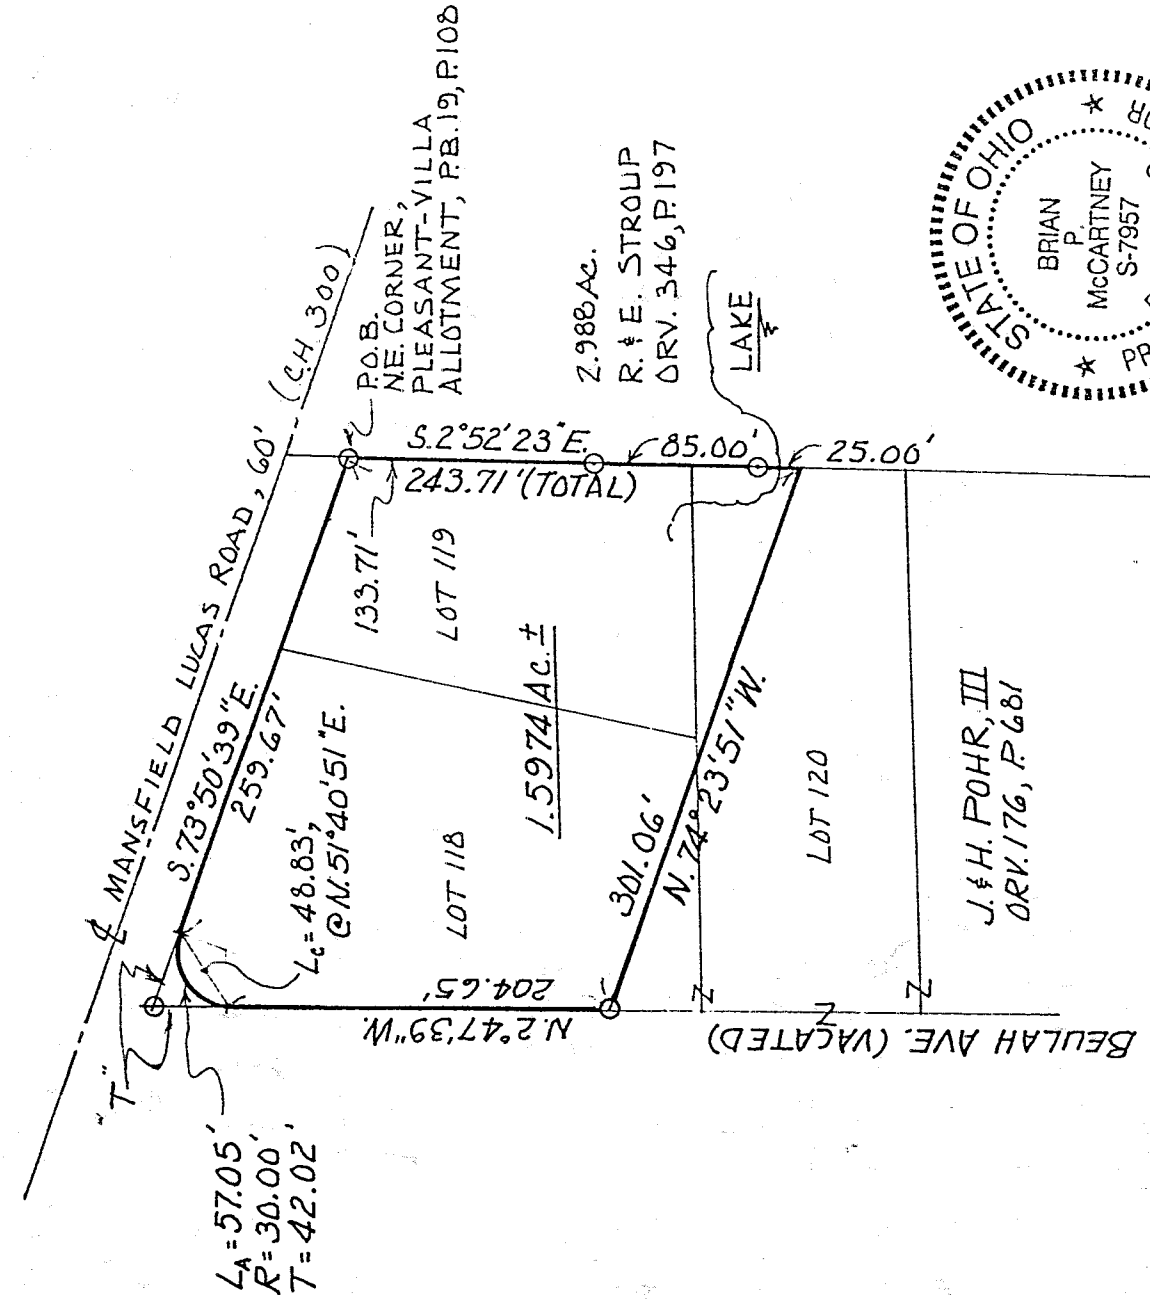 ℄ MANSFIELD LUCAS ROAD, 60' (C.H. 300)
"T"
S. 73°50'39"E.
259.67'
P.O.B.
N.E. CORNER,
PLEASANT-VILLA
ALLOTMENT, P.B. 19, P. 108
LA = 57.05'
R = 30.00'
T = 42.02'
Lc = 48.83',
@ N. 51°40'51"E.
S. 2°52'23"E.
243.71' (TOTAL)
133.71'
85.00'
25.00'
LOT 119
LOT 118
1.5974 Ac. ±
N. 2°47'39"W.
204.65'
301.06'
N. 74°23'51"W.
LOT 120
BEULAH AVE. (VACATED)
2.988 Ac.
R. & E. STROUP
ORV. 346, P. 197
LAKE
J. & H. POHR, III
ORV. 176, P. 681
STATE OF OHIO
BRIAN
P.
McCARTNEY
S-7957